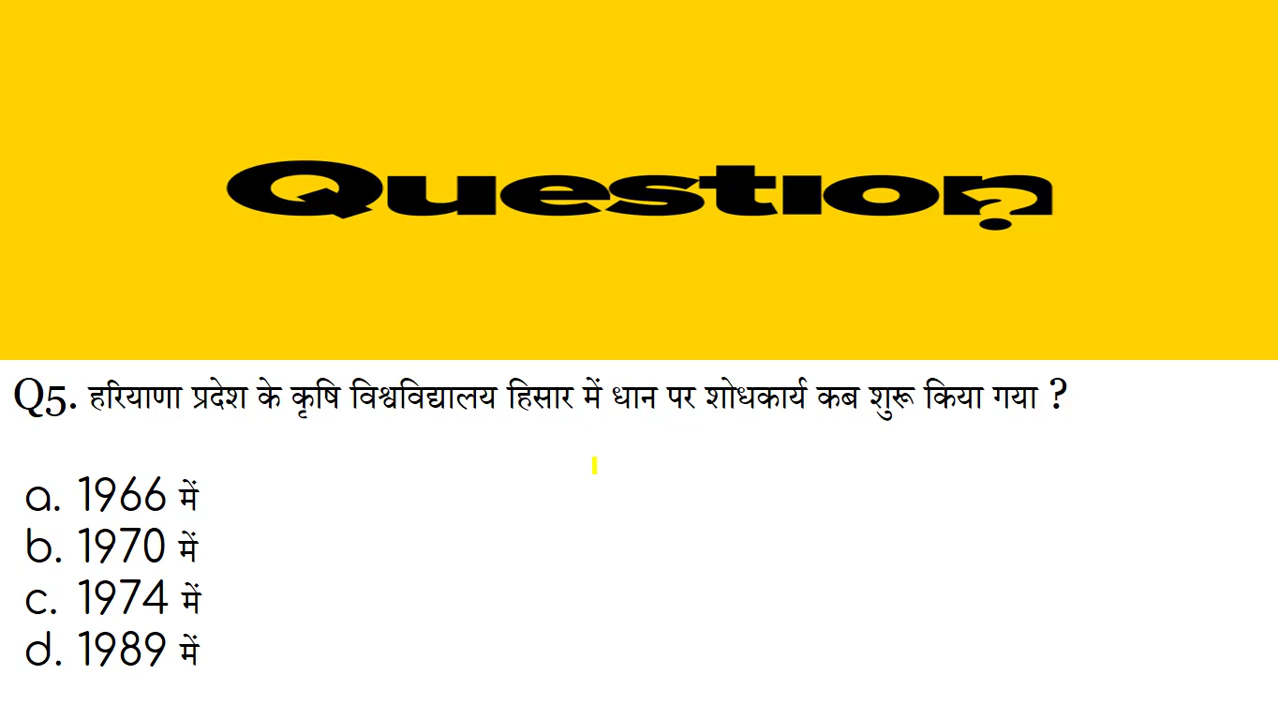 Question
Q5. हरियाणा प्रदेश के कृषि विश्वविद्यालय हिसार में धान पर शोधकार्य कब शुरू किया गया ?
a. 1966 में
b. 1970 में
c. 1974 में
d. 1989 में